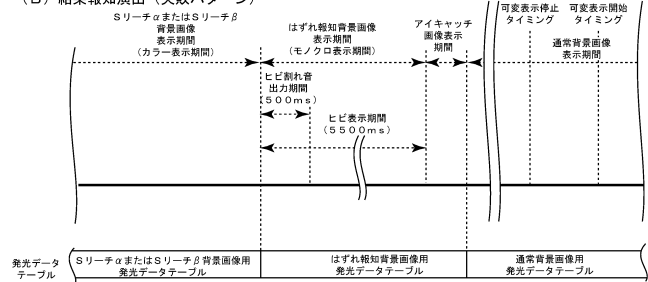 (B) 結果報知演出（失敗パターン）
SリーチαまたはSリーチβ
背景画像
表示期間
（カラー表示期間）
はずれ報知背景画像
表示期間
（モノクロ表示期間）
アイキャッチ
画像表示
期間
可変表示停止
タイミング
可変表示開始
タイミング
通常背景画像
表示期間
ヒビ割れ音
出力期間
（５００ｍｓ）
ヒビ表示期間
（５５００ｍｓ）
発光データ
テーブル
SリーチαまたはSリーチβ背景画像用
発光データテーブル
はずれ報知背景画像用
発光データテーブル
通常背景画像用
発光データテーブル